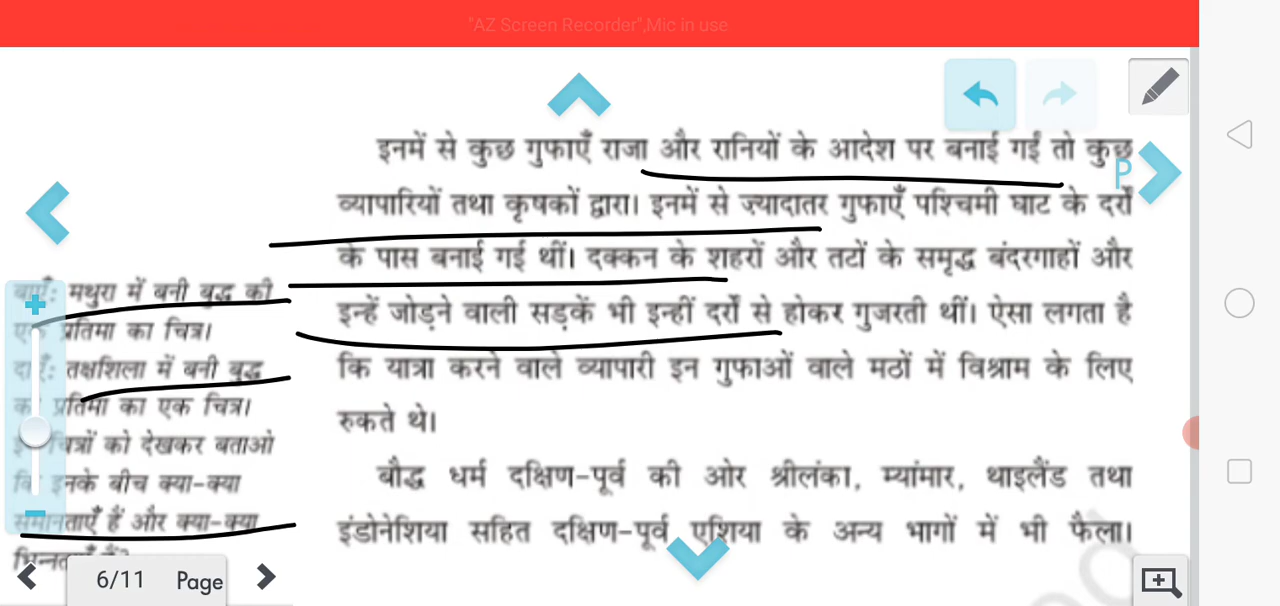 "AZ Screen Recorder",Mic in use
इनमें से कुछ गुफाएँ राजा और रानियों के आदेश पर बनाई गईं तो कुछ
व्यापारियों तथा कृषकों द्वारा। इनमें से ज़्यादातर गुफाएँ पश्चिमी घाट के दर्रों
के पास बनाई गई थीं। दक्कन के शहरों और तटों के समृद्ध बंदरगाहों और
इन्हें जोड़ने वाली सड़कें भी इन्हीं दर्रों से होकर गुजरती थीं। ऐसा लगता है
कि यात्रा करने वाले व्यापारी इन गुफाओं वाले मठों में विश्राम के लिए
रुकते थे।
बौद्ध धर्म दक्षिण-पूर्व की ओर श्रीलंका, म्यांमार, थाइलैंड तथा
इंडोनेशिया सहित दक्षिण-पूर्व एशिया के अन्य भागों में भी फैला।
बाएँ: मथुरा में बनी बुद्ध की
एक प्रतिमा का चित्र।
दाएँ: तक्षशिला में बनी बुद्ध
की प्रतिमा का एक चित्र।
चित्रों को देखकर बताओ
कि इनके बीच क्या-क्या
समानताएँ हैं और क्या-क्या
P
6/11 Page